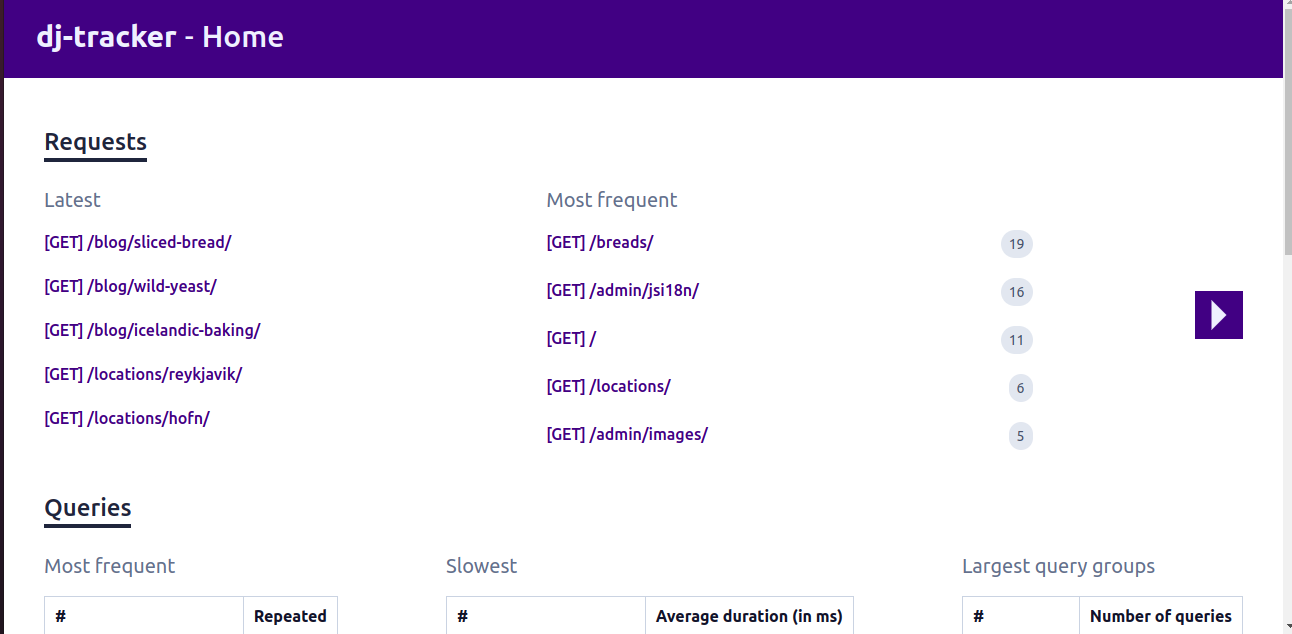 dj-tracker - Home
Requests
Latest
[GET] /blog/sliced-bread/
[GET] /blog/wild-yeast/
[GET] /blog/icelandic-baking/
[GET] /locations/reykjavik/
[GET] /locations/hofn/
Most frequent
[GET] /breads/ 19
[GET] /admin/jsi18n/ 16
[GET] / 11
[GET] /locations/ 6
[GET] /admin/images/ 5
Queries
Most frequent
# Repeated
Slowest
# Average duration (in ms)
Largest query groups
# Number of queries